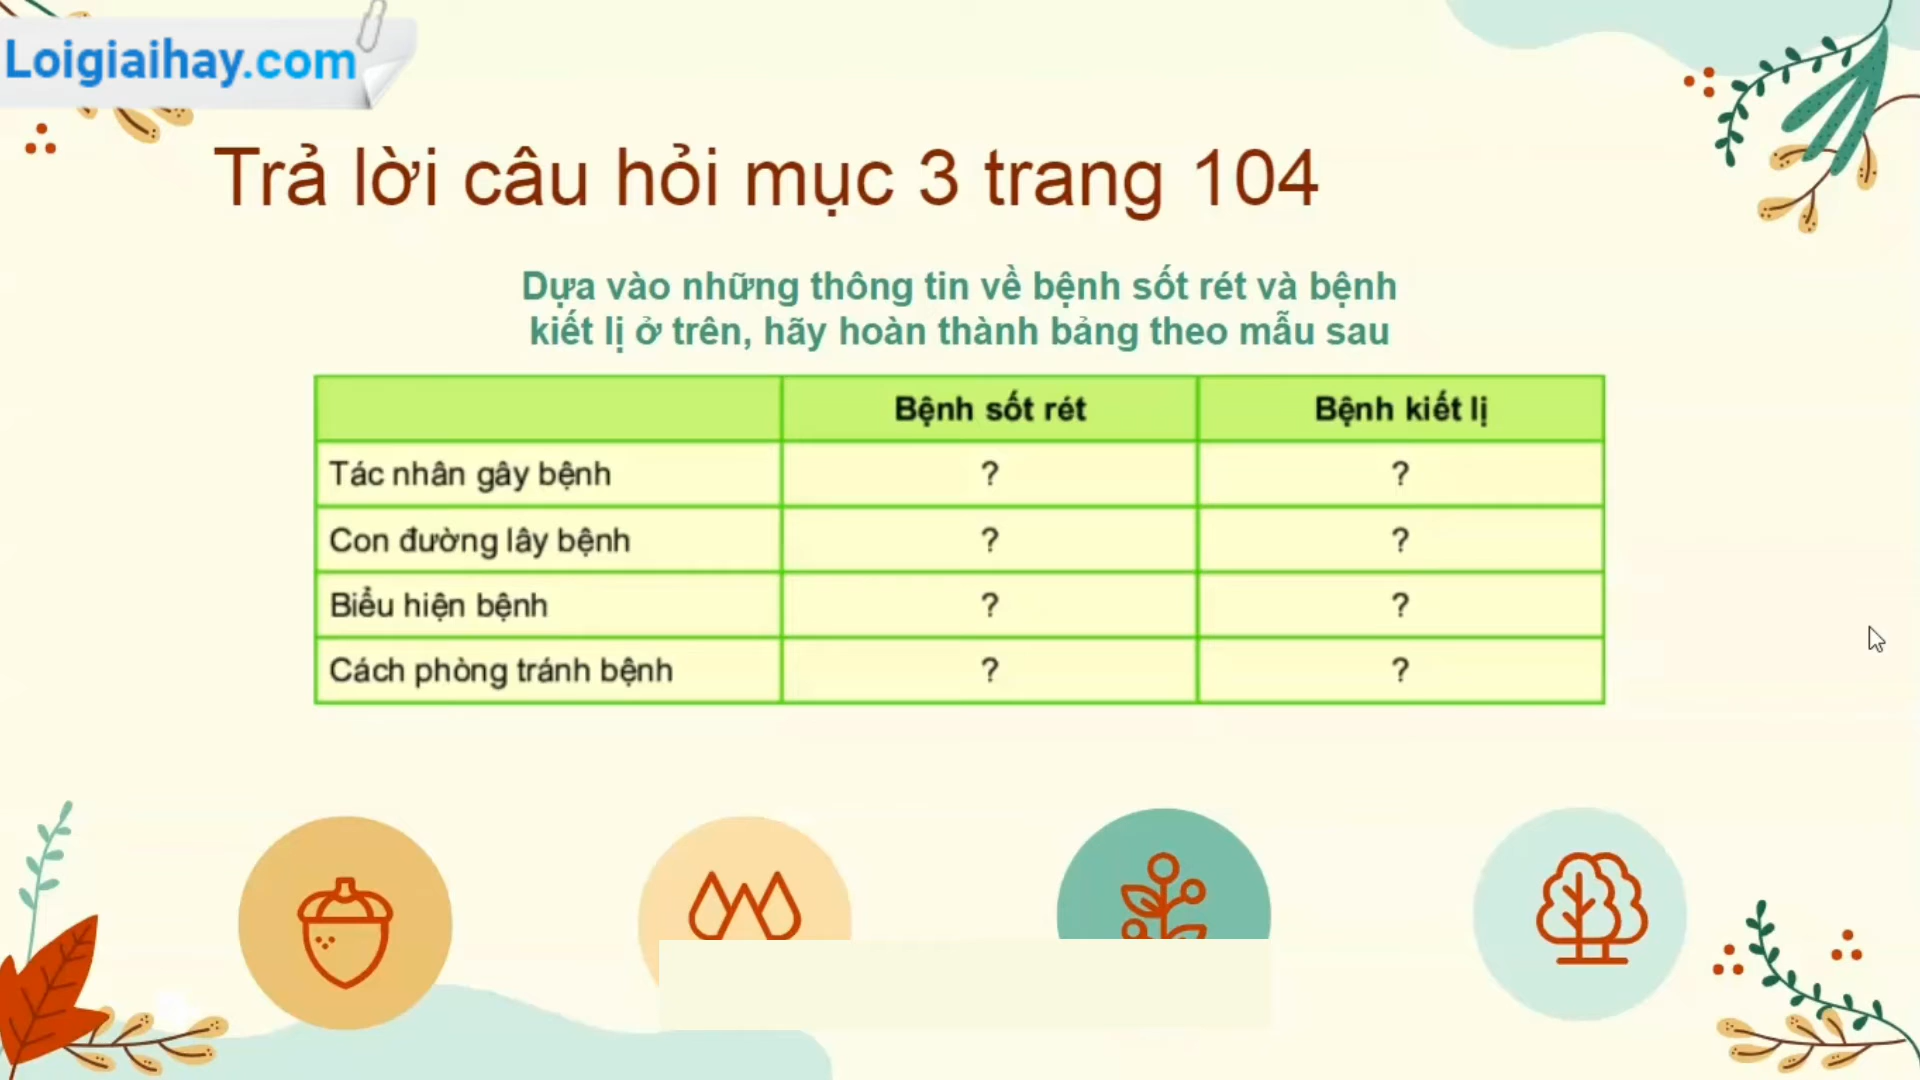 Loigiaihay.com
Trả lời câu hỏi mục 3 trang 104
Dựa vào những thông tin về bệnh sốt rét và bệnh
kiết lị ở trên, hãy hoàn thành bảng theo mẫu sau
Bệnh sốt rét Bệnh kiết lị
Tác nhân gây bệnh ? ?
Con đường lây bệnh ? ?
Biểu hiện bệnh ? ?
Cách phòng tránh bệnh ? ?